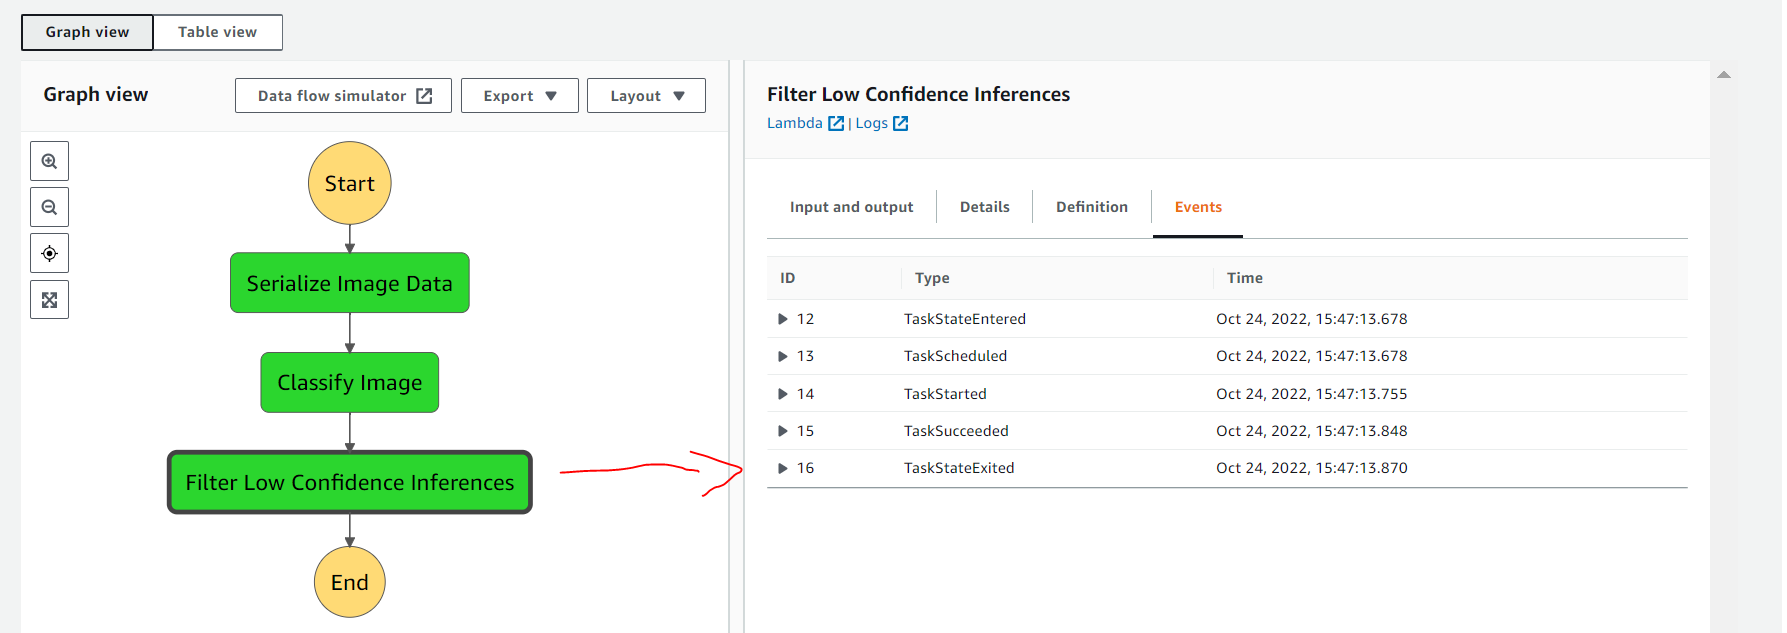 Graph view Table view
Graph view Data flow simulator Export Layout
Start
Serialize Image Data
Classify Image
Filter Low Confidence Inferences
End
Filter Low Confidence Inferences
Lambda | Logs
Input and output Details Definition Events
ID Type Time
12 TaskStateEntered Oct 24, 2022, 15:47:13.678
13 TaskScheduled Oct 24, 2022, 15:47:13.678
14 TaskStarted Oct 24, 2022, 15:47:13.755
15 TaskSucceeded Oct 24, 2022, 15:47:13.848
16 TaskStateExited Oct 24, 2022, 15:47:13.870